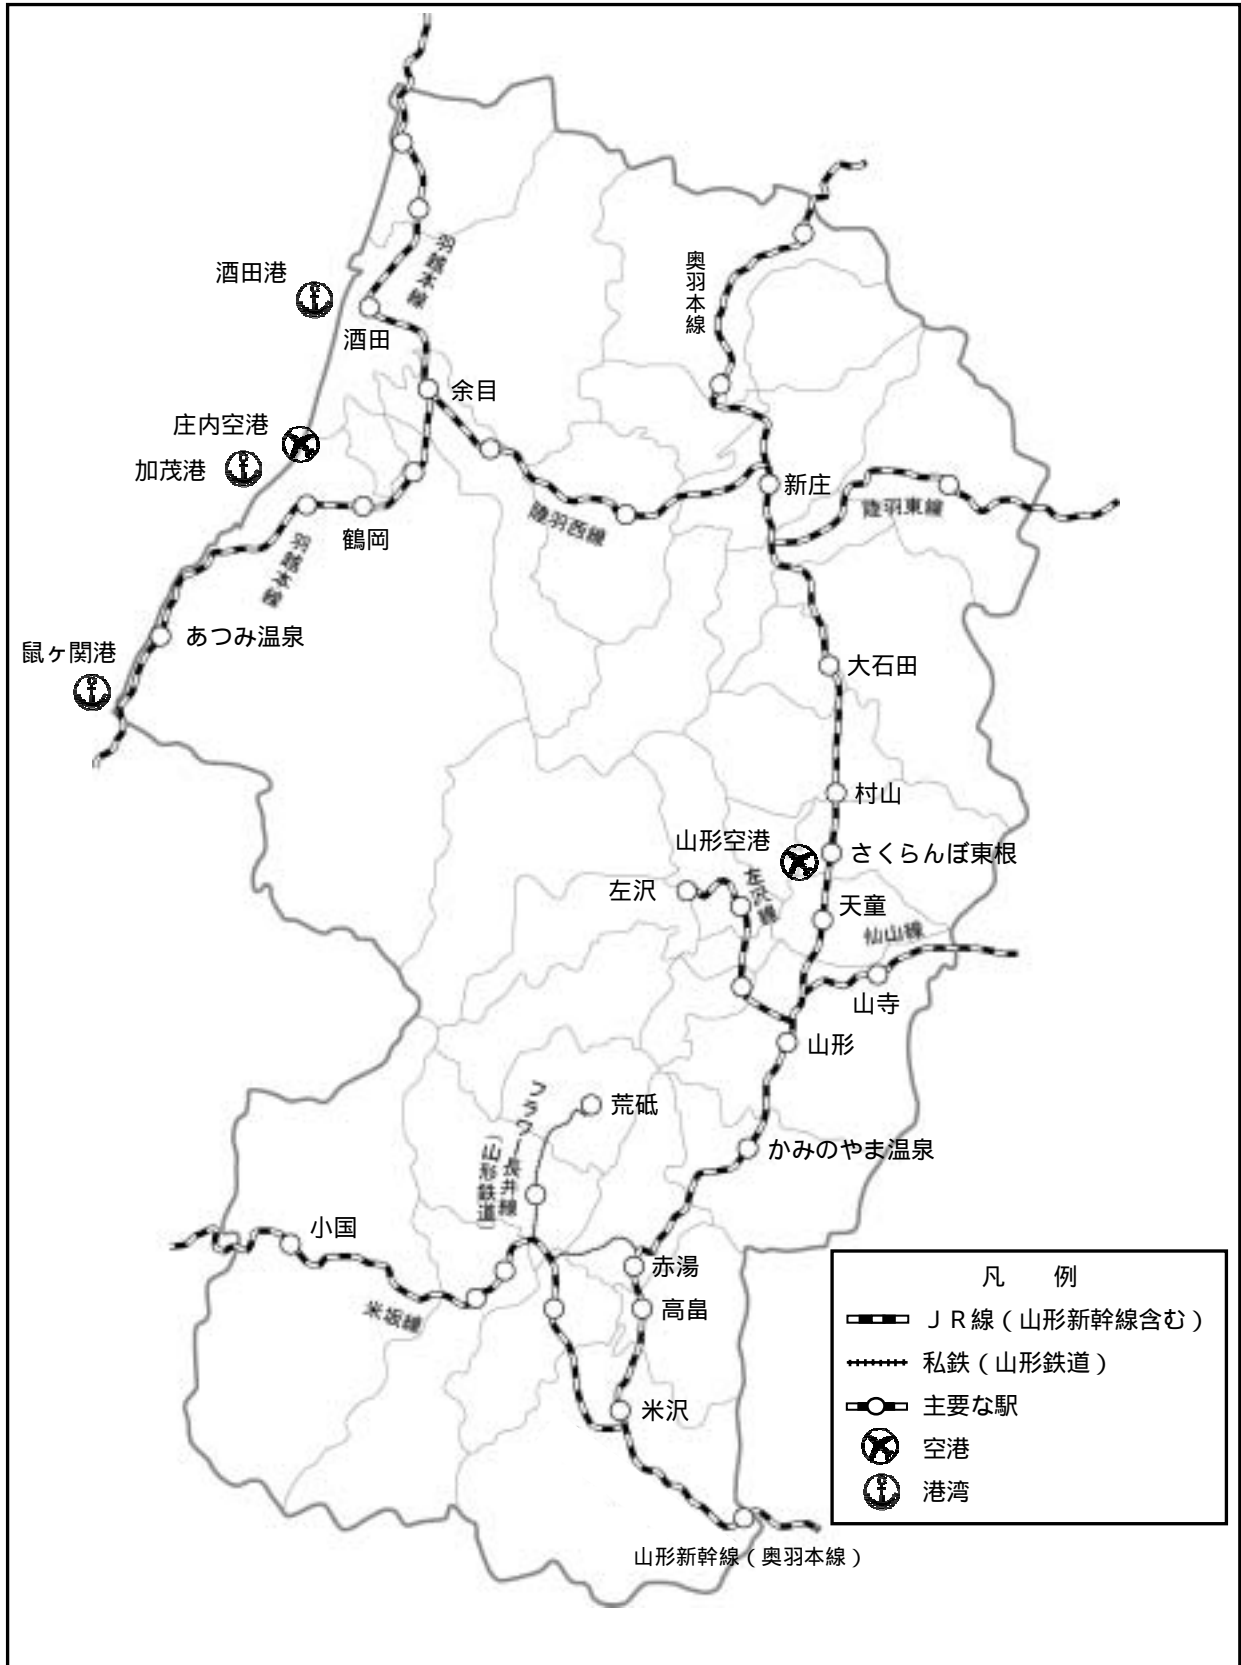 羽越本線
奥羽本線
酒田港
酒田
余目
庄内空港
加茂港
新庄
陸羽東線
陸羽西線
鶴岡
羽越本線
あつみ温泉
鼠ヶ関港
大石田
村山
山形空港
さくらんぼ東根
左沢
左沢線
天童
仙山線
山寺
山形
フラワー長井線
(山形鉄道)
荒砥
かみのやま温泉
小国
赤湯
高畠
米坂線
米沢
山形新幹線(奥羽本線)
凡 例
JR線(山形新幹線含む)
私鉄(山形鉄道)
主要な駅
空港
港湾